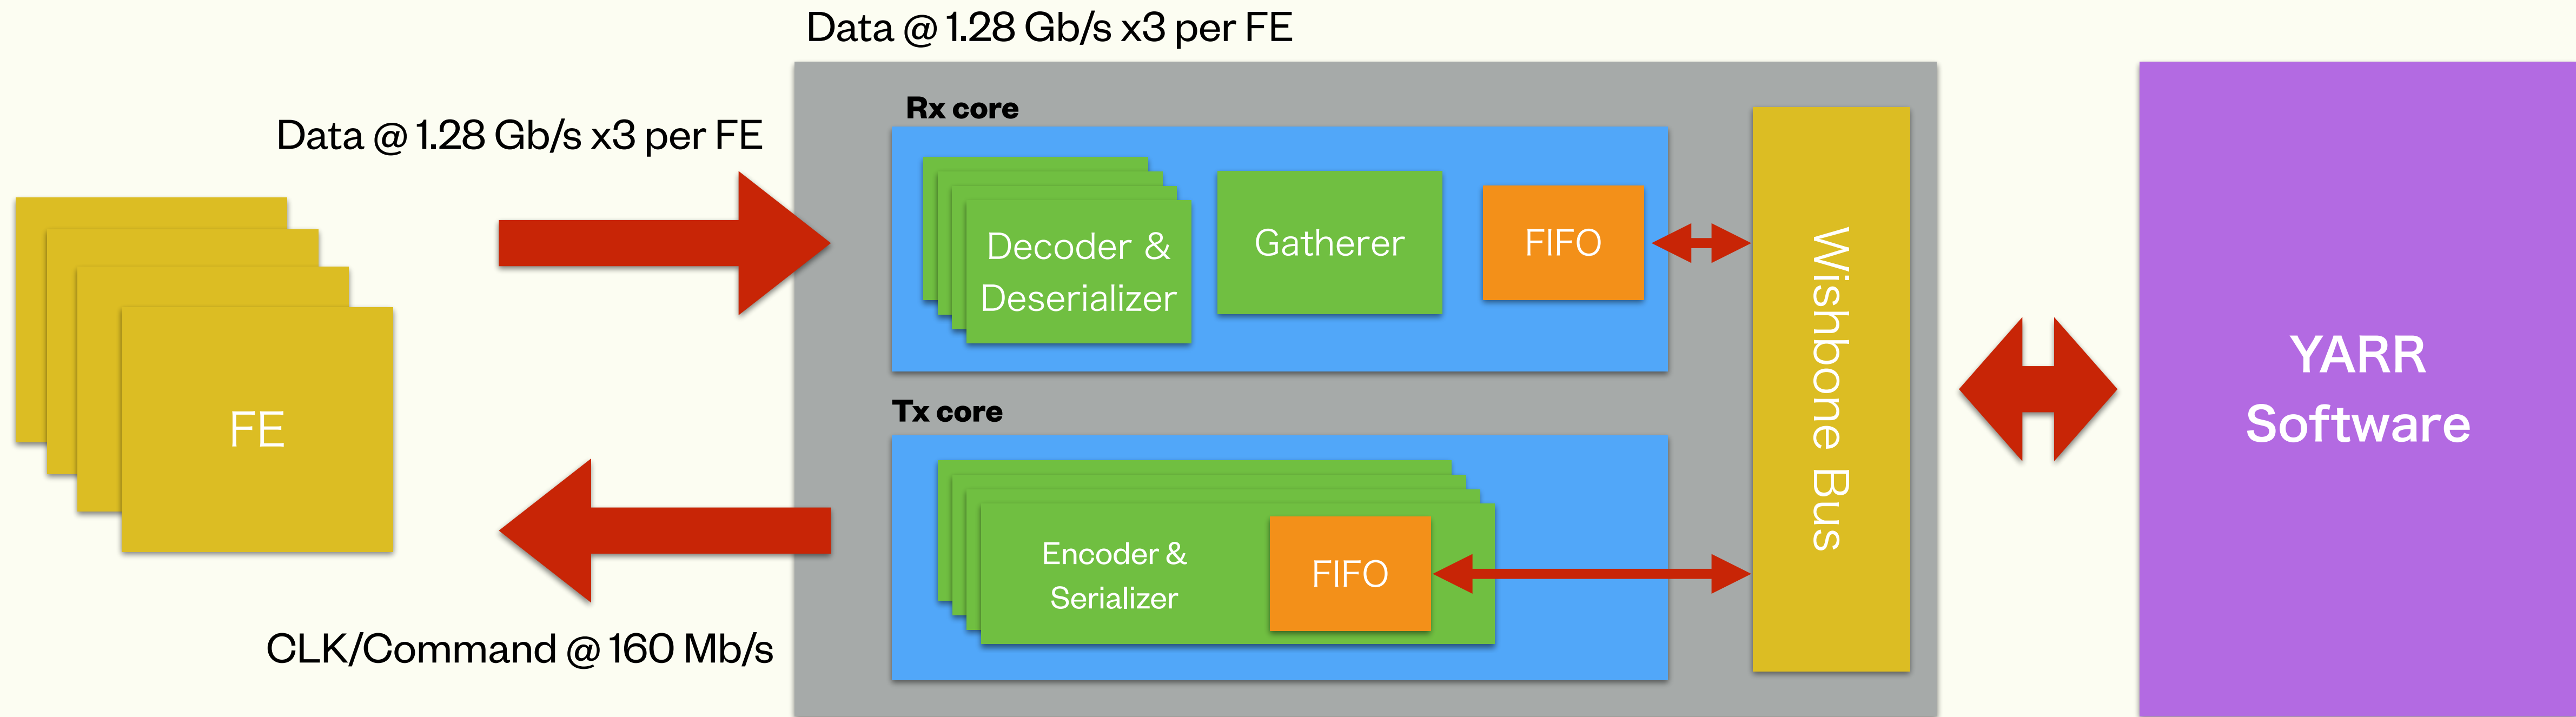 Data @ 1.28 Gb/s x3 per FE
Data @ 1.28 Gb/s x3 per FE
FE
CLK/Command @ 160 Mb/s
Rx core
Decoder &
Deserializer
Gatherer
FIFO
Tx core
Encoder &
Serializer
FIFO
Wishbone Bus
YARR
Software